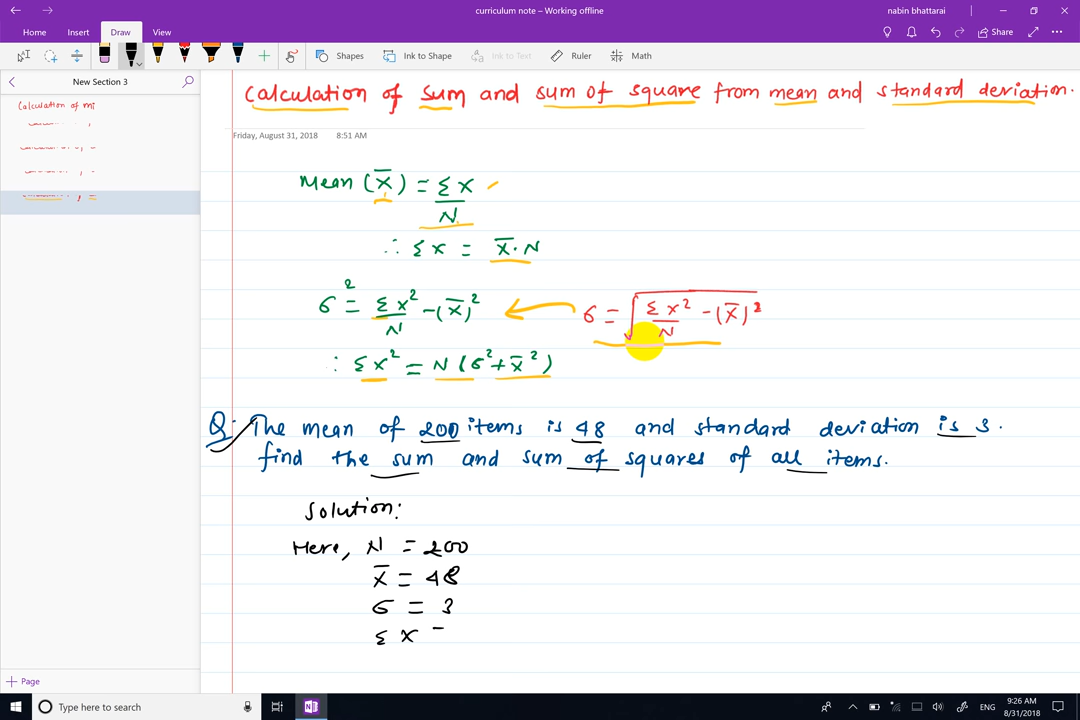 curriculum note – Working offline
nabin bhattarai
Home Insert Draw View
Share
Shapes Ink to Shape Ink to Text Ruler Math
New Section 3
Calculation of mi
Calculation of sum and sum of square from mean and standard deviation.
Friday, August 31, 2018 8:51 AM
Mean (X̅) = Σx
N
∴ Σx = X̅·N
σ² = Σx²/N - (X̅)²
σ = √Σx²/N - (X̅)²
∴ Σx² = N (σ² + X̅²)
Q: The mean of 200 items is 48 and standard deviation is 3.
find the sum and sum of squares of all items.
Solution:
Here, N = 200
X̅ = 48
σ = 3
Σ X =
+ Page
Type here to search
ENG
9:26 AM
8/31/2018